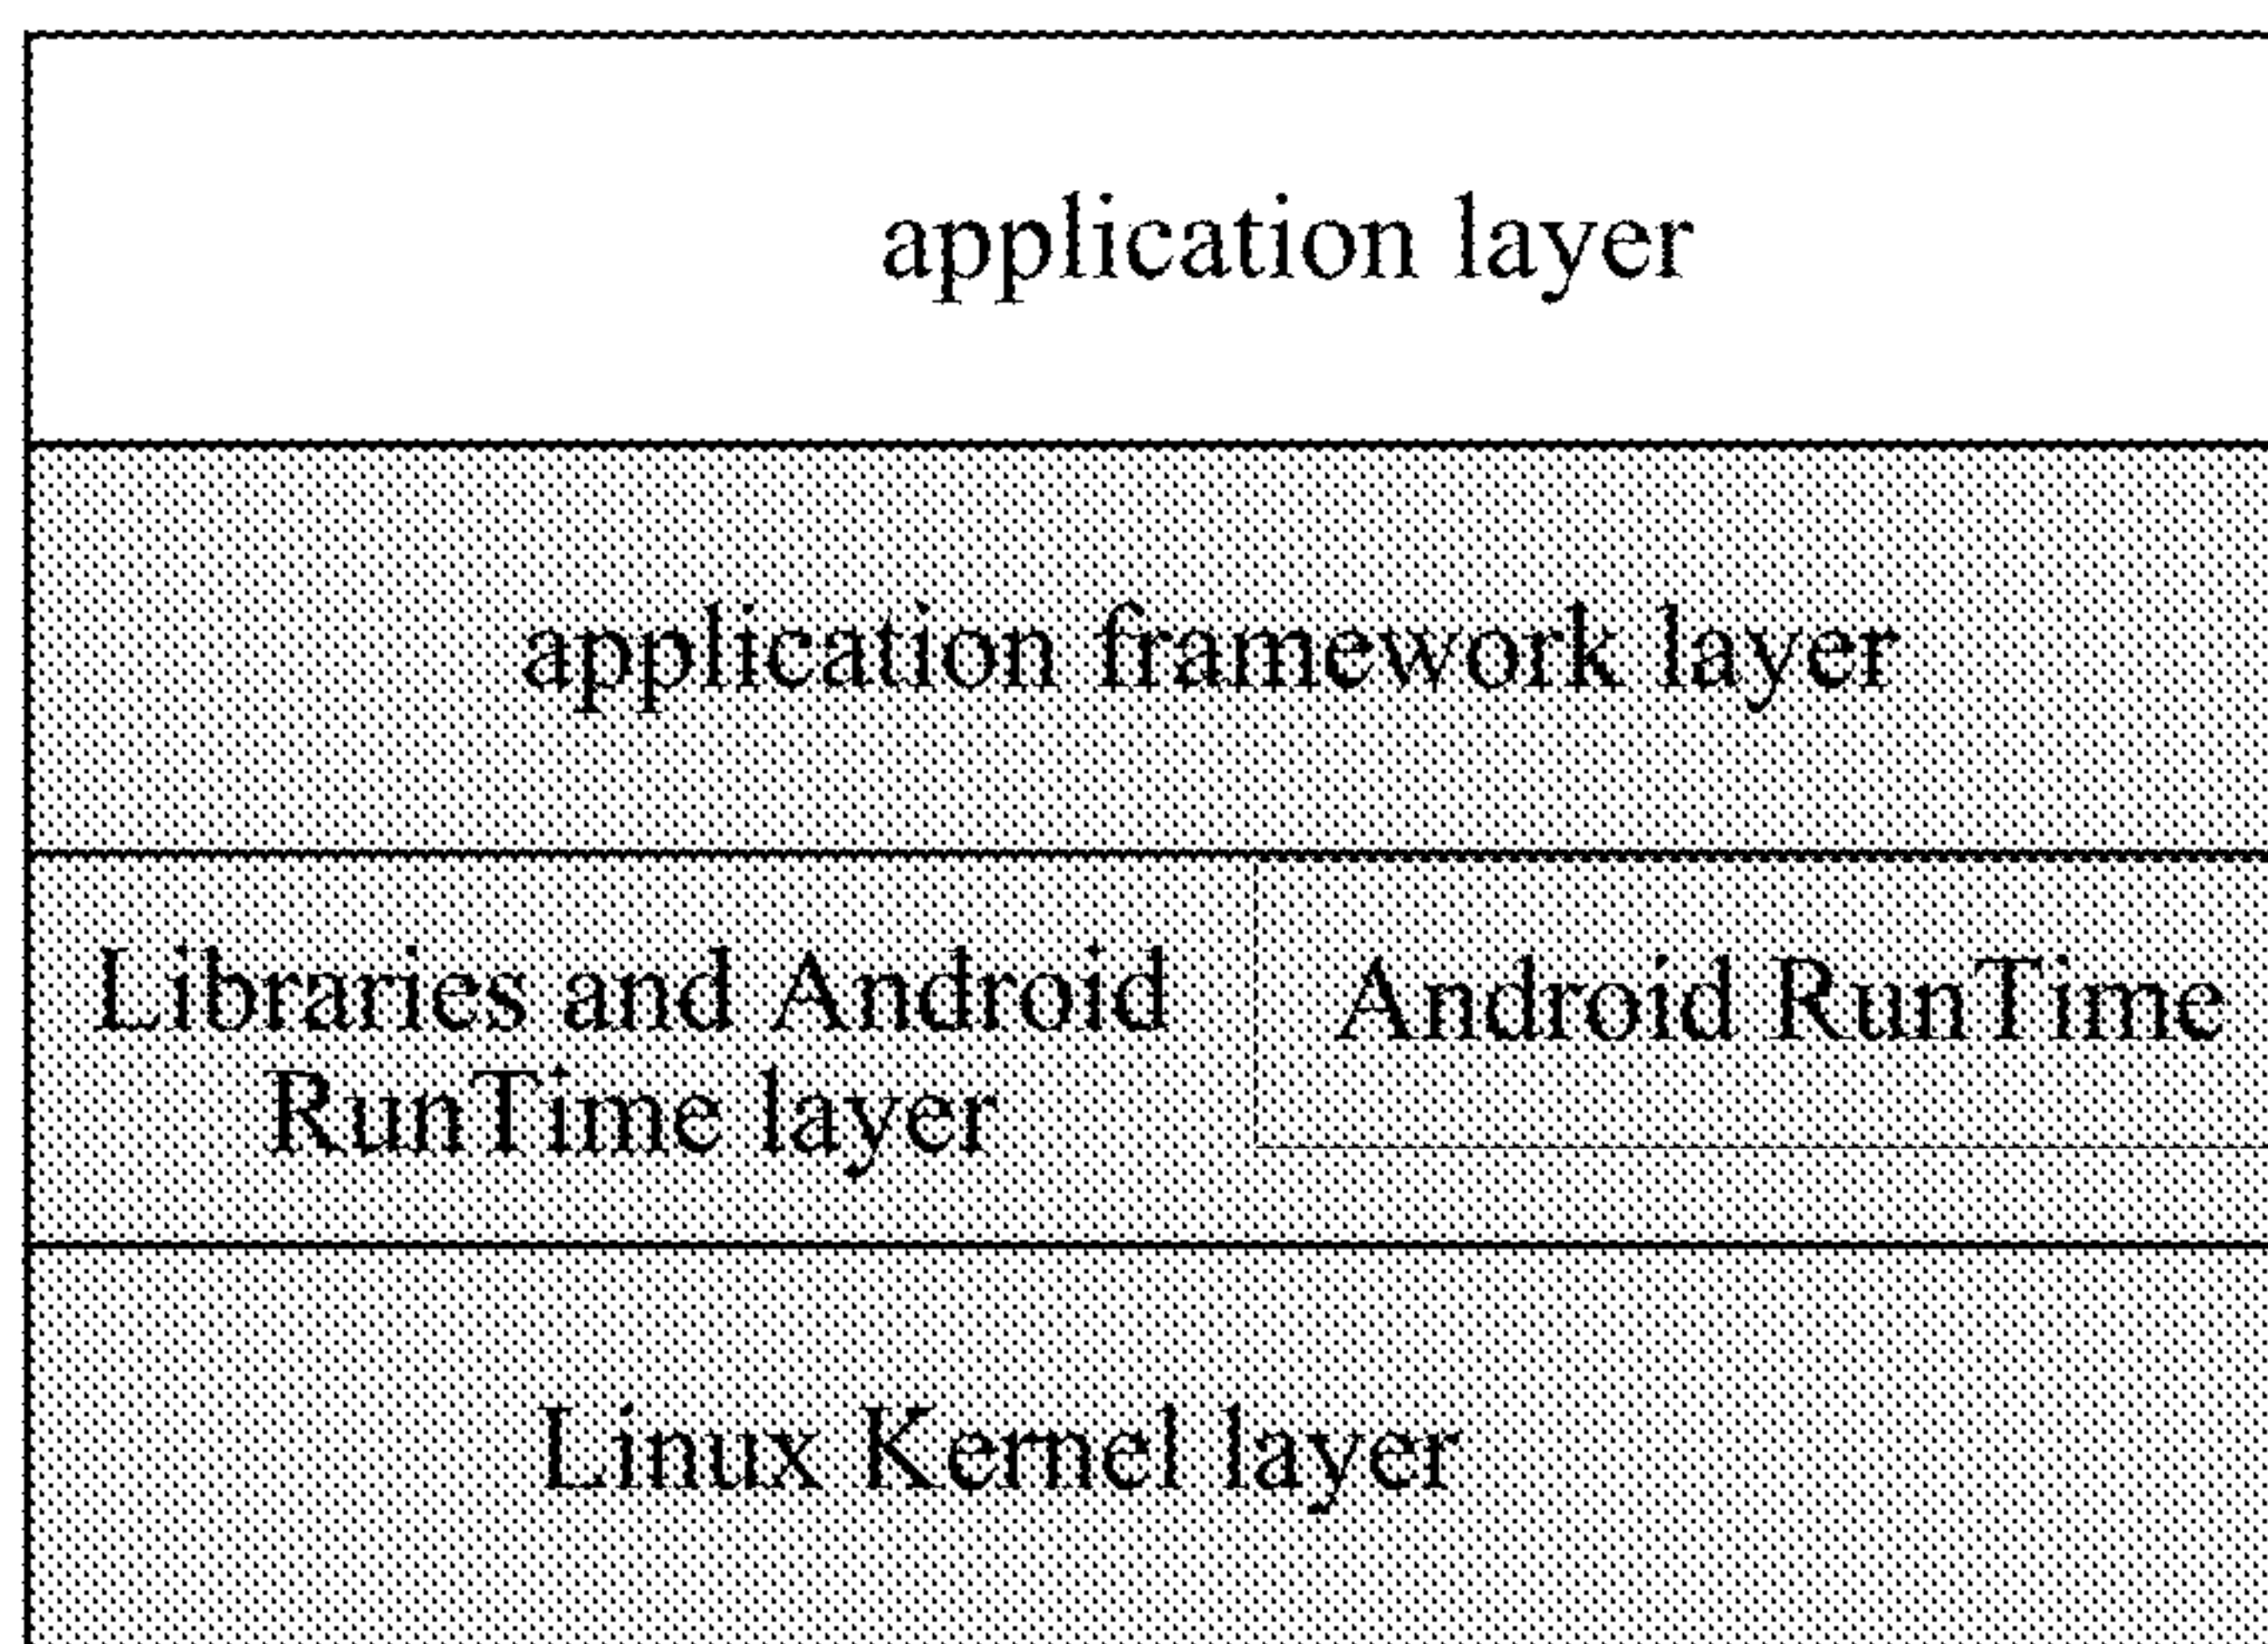 application layer
application framework layer
Libraries and Android
RunTime layer
Android RunTime
Linux Kernel layer